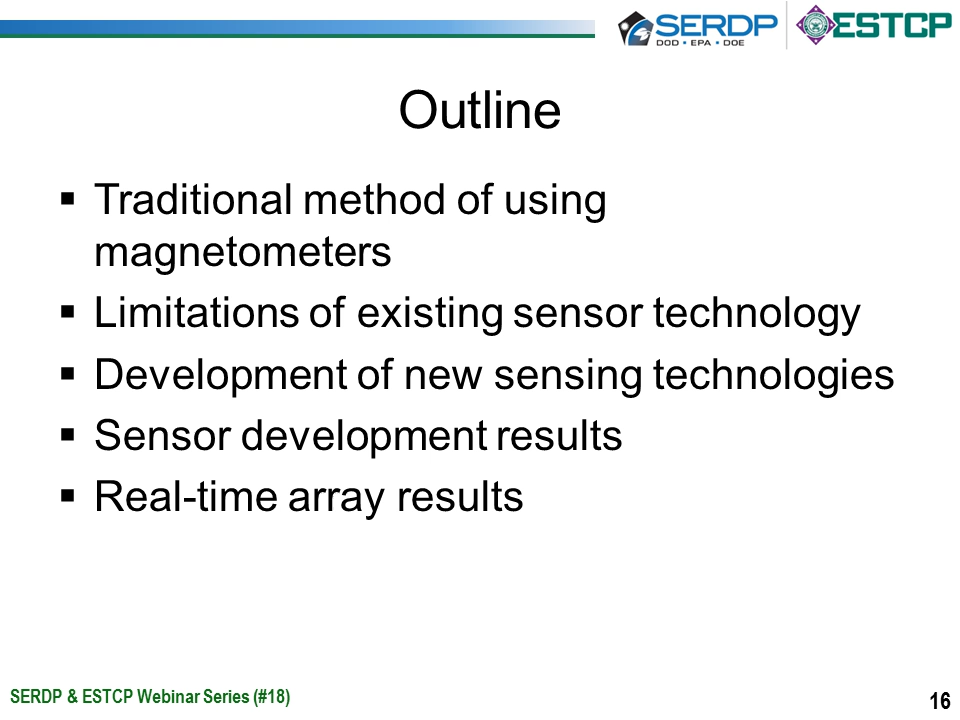 SERDP
DOD • EPA • DOE
ESTCP
Outline
▪ Traditional method of using
magnetometers
▪ Limitations of existing sensor technology
▪ Development of new sensing technologies
▪ Sensor development results
▪ Real-time array results
SERDP & ESTCP Webinar Series (#18)
16